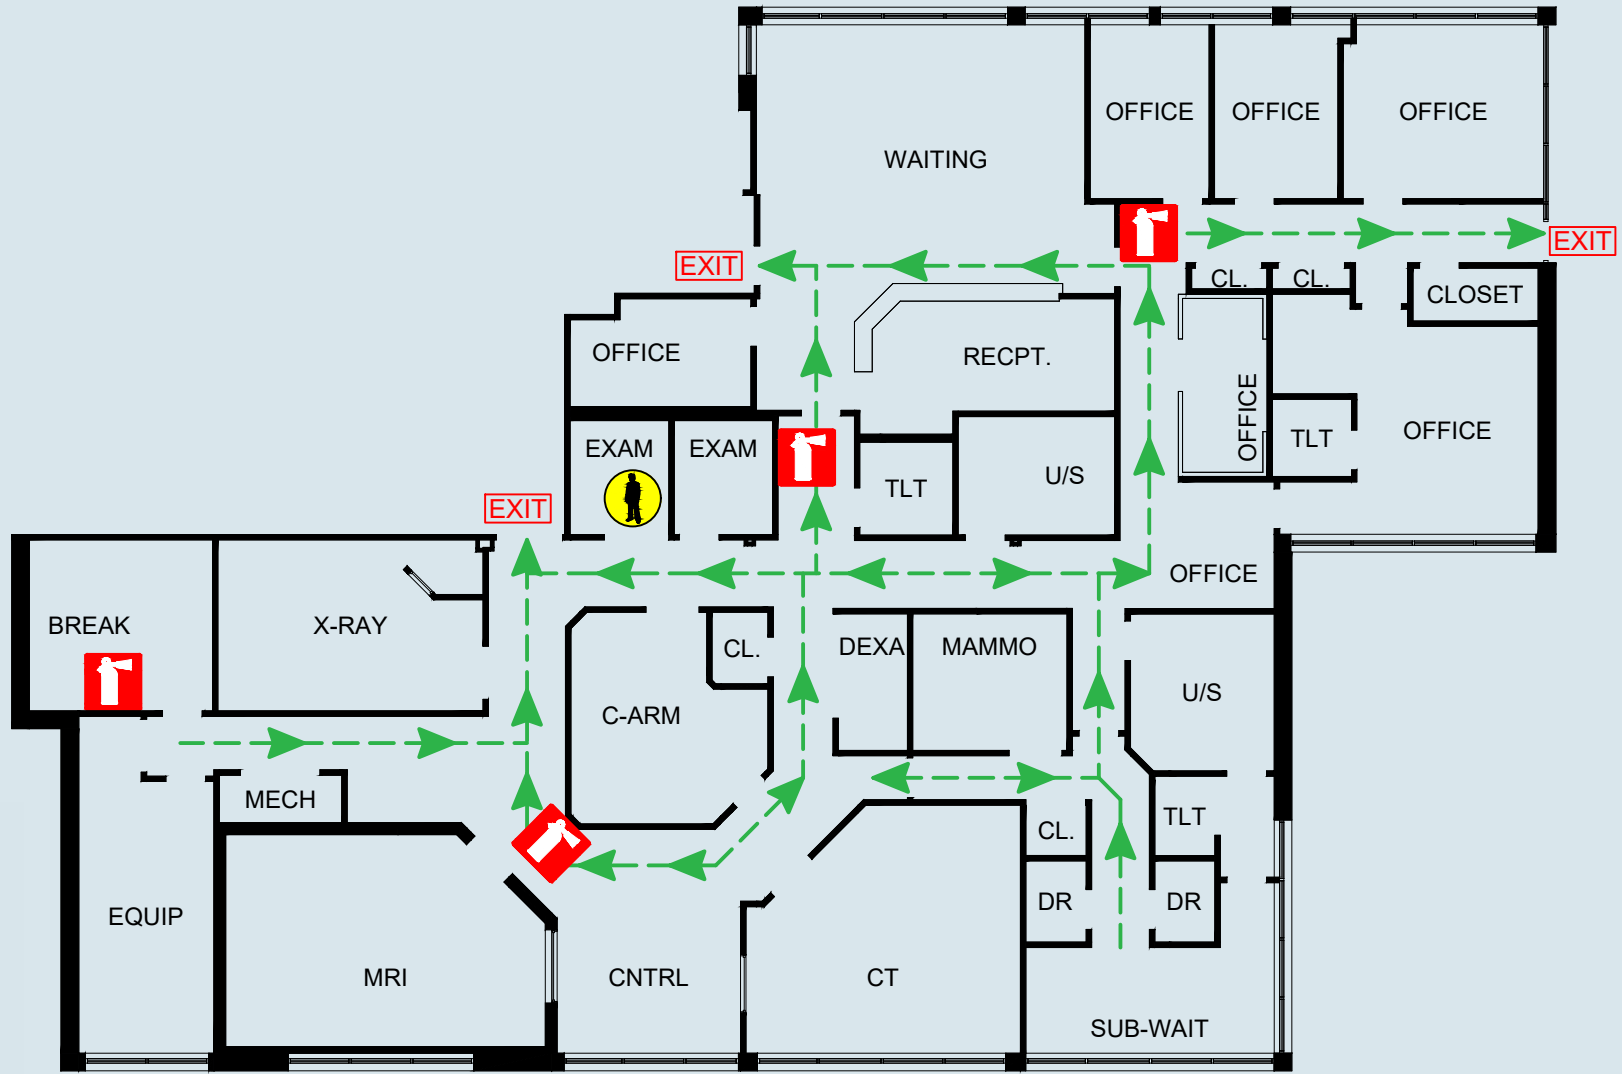 OFFICE
OFFICE
OFFICE
WAITING
EXIT
EXIT
CL.
CL.
CLOSET
OFFICE
RECPT.
OFFICE
TLT
OFFICE
EXAM
EXAM
TLT
U/S
EXIT
OFFICE
BREAK
X-RAY
CL.
DEXA
MAMMO
C-ARM
U/S
MECH
CL.
TLT
DR
DR
EQUIP
MRI
CNTRL
CT
SUB-WAIT